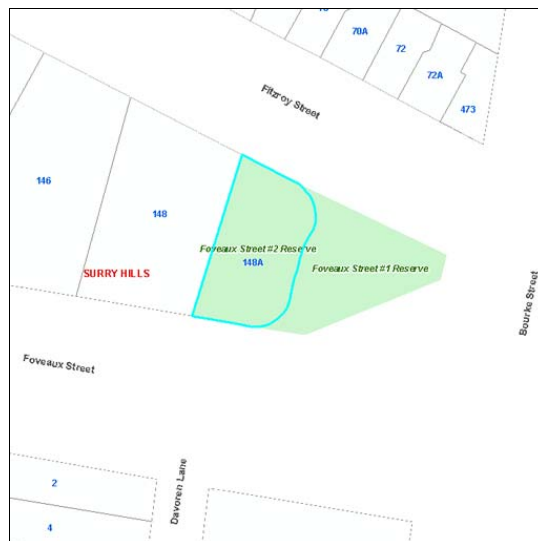 70A
72
72A
473
Fitzroy Street
146
148
Foveaux Street #2 Reserve
148A
Foveaux Street #1 Reserve
SURRY HILLS
Bourke Street
Foveaux Street
Davoren Lane
2
4